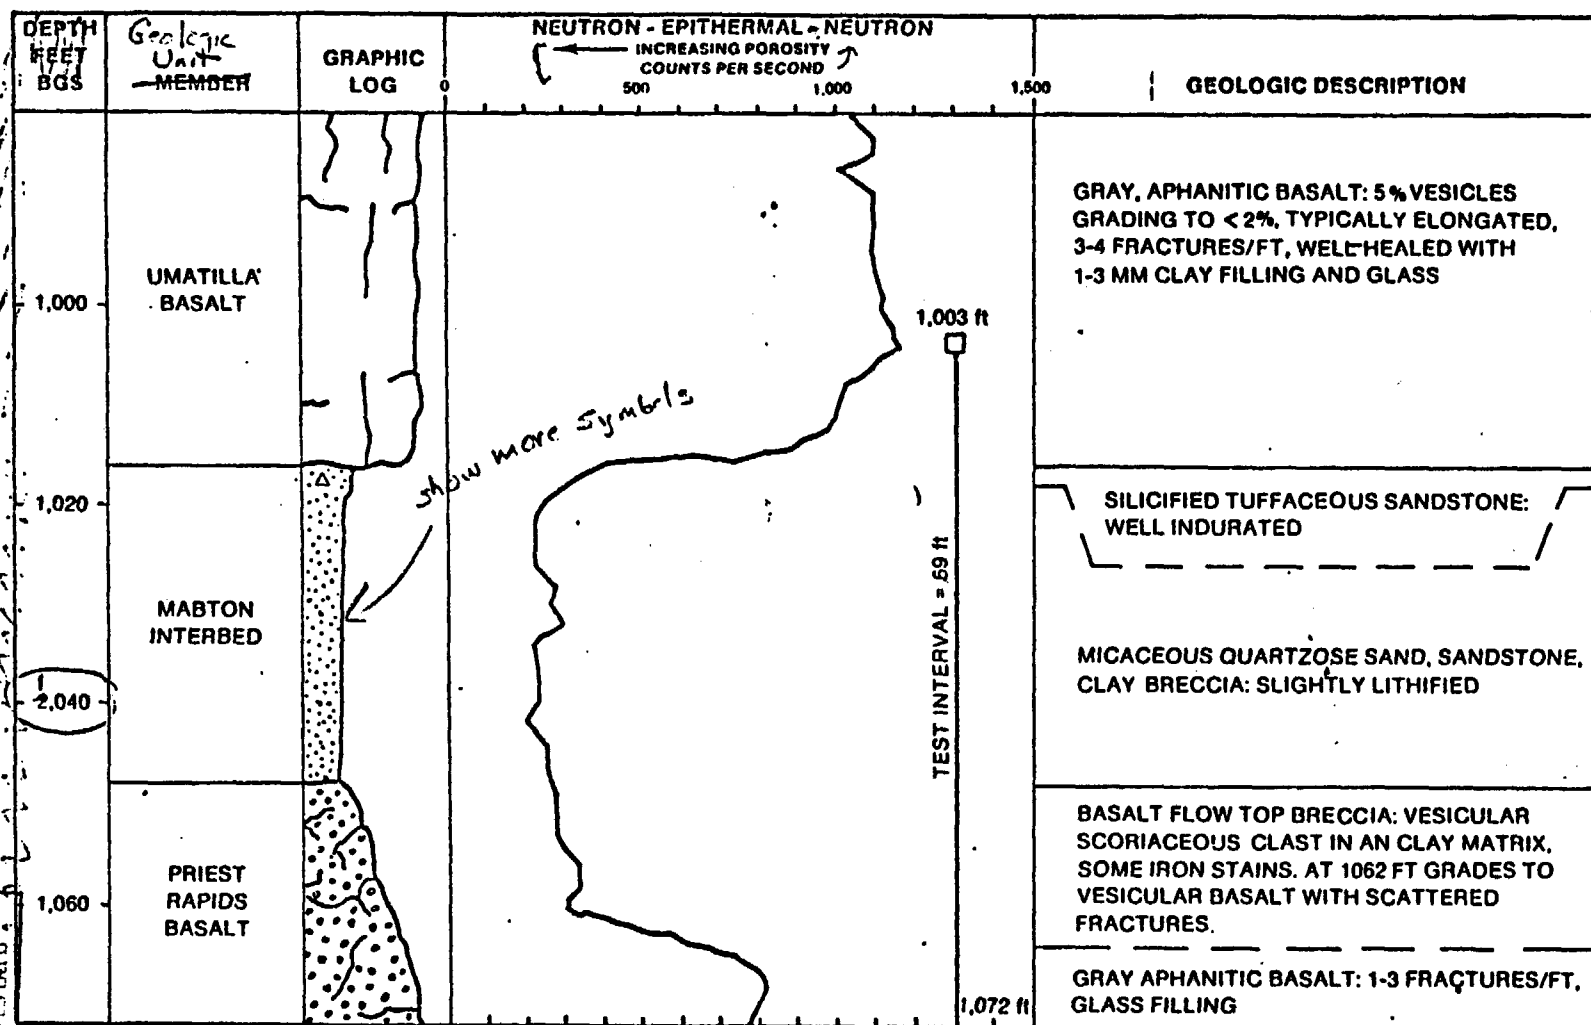 DEPTH
FEET
BGS
Geologic
Unit
MEMBER
GRAPHIC
LOG
NEUTRON - EPITHERMAL - NEUTRON
INCREASING POROSITY
COUNTS PER SECOND
0
500
1,000
1,500
GEOLOGIC DESCRIPTION
UMATILLA
BASALT
1,000
1,003 ft
GRAY, APHANITIC BASALT: 5% VESICLES
GRADING TO < 2%, TYPICALLY ELONGATED,
3-4 FRACTURES/FT, WELL-HEALED WITH
1-3 MM CLAY FILLING AND GLASS
show more symbols
1,020
SILICIFIED TUFFACEOUS SANDSTONE:
WELL INDURATED
TEST INTERVAL = 69 ft
MABTON
INTERBED
MICACEOUS QUARTZOSE SAND, SANDSTONE,
CLAY BRECCIA: SLIGHTLY LITHIFIED
1
2,040
BASALT FLOW TOP BRECCIA: VESICULAR
SCORIACEOUS CLAST IN AN CLAY MATRIX,
SOME IRON STAINS. AT 1062 FT GRADES TO
VESICULAR BASALT WITH SCATTERED
FRACTURES.
PRIEST
RAPIDS
BASALT
1,060
GRAY APHANITIC BASALT: 1-3 FRACTURES/FT,
GLASS FILLING
1,072 ft